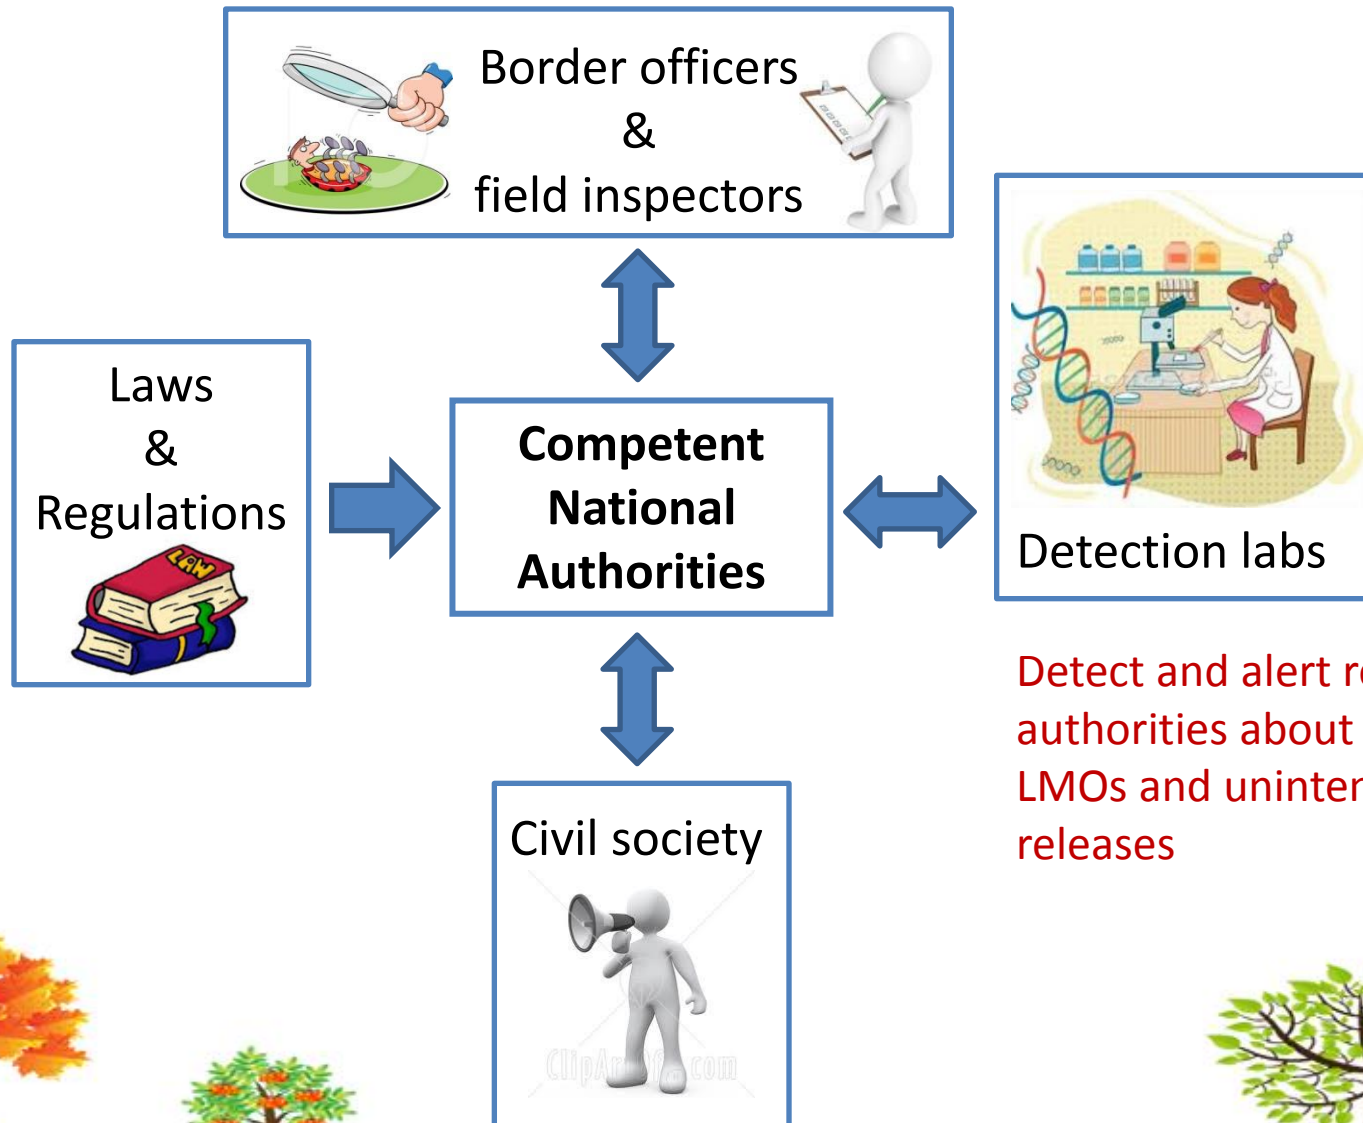 Border officers
&
field inspectors
Laws
&
Regulations
LAW
Competent
National
Authorities
Detection labs
Detect and alert
authorities about
LMOs and
releases
Civil society